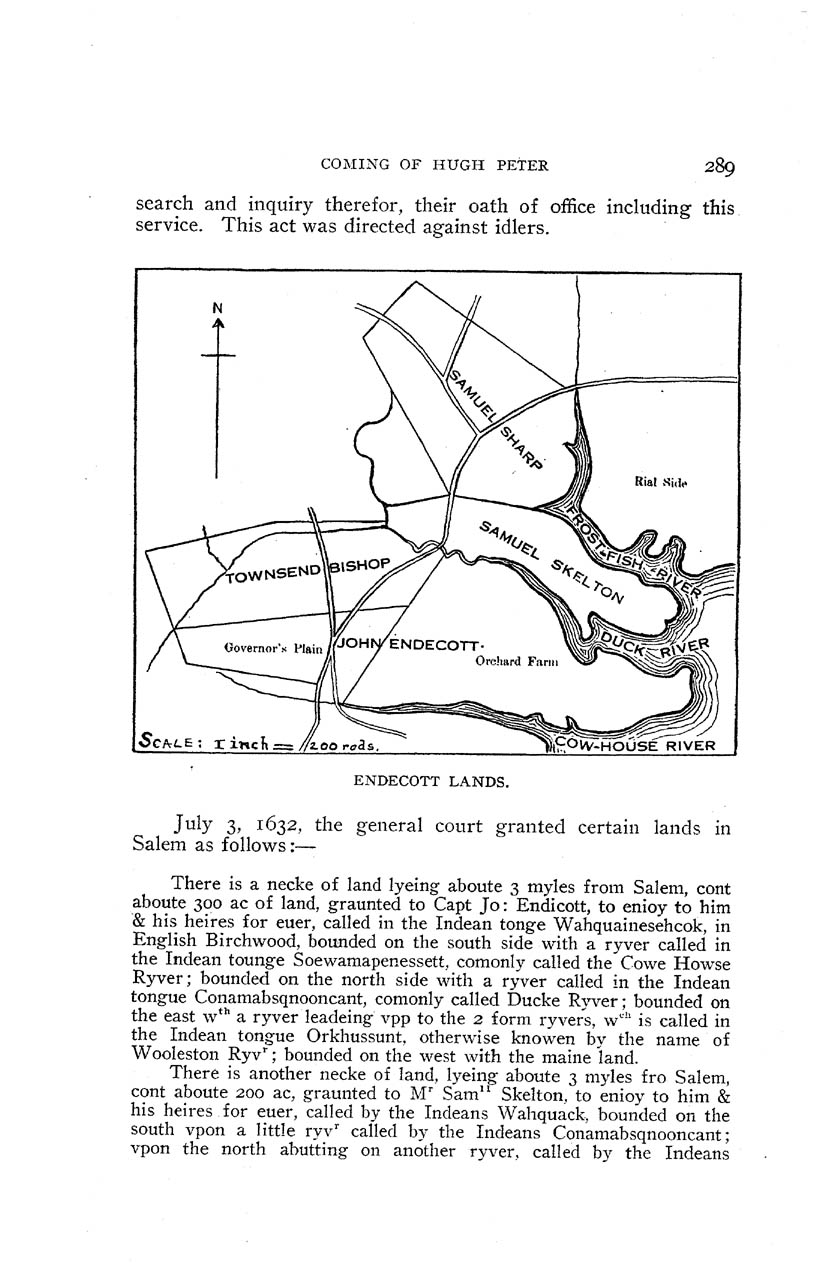 COMING OF HUGH PETER 289
search and inquiry therefor, their oath of office including this
service. This act was directed against idlers.
N
SAMUEL SHARP
Rial Side
FROST-FISH RIVER
SAMUEL SKELTON
TOWNSEND BISHOP
DUCK RIVER
Governor's Plain
JOHN ENDECOTT.
Orchard Farm
SCALE: 1 inch = 200 rods.
COW-HOUSE RIVER
ENDECOTT LANDS.
July 3, 1632, the general court granted certain lands in
Salem as follows:—
There is a necke of land lyeing aboute 3 myles from Salem, cont
aboute 300 ac of land, graunted to Capt Jo: Endicott, to enioy to him
& his heires for euer, called in the Indean tonge Wahquainesehcok, in
English Birchwood, bounded on the south side with a ryver called in
the Indean tounge Soewamapenessett, comonly called the Cowe Howse
Ryver; bounded on the north side with a ryver called in the Indean
tongue Conamabsqnooncant, comonly called Ducke Ryver; bounded on
the east wth a ryver leadeing vpp to the 2 form ryvers, wch is called in
the Indean tongue Orkhussunt, otherwise knowen by the name of
Wooleston Ryvr; bounded on the west with the maine land.
There is another necke of land, lyeing aboute 3 myles fro Salem,
cont aboute 200 ac, graunted to Mr Samll Skelton, to enioy to him &
his heires for euer, called by the Indeans Wahquack, bounded on the
south vpon a little ryvr called by the Indeans Conamabsqnooncant;
vpon the north abutting on another ryver, called by the Indeans